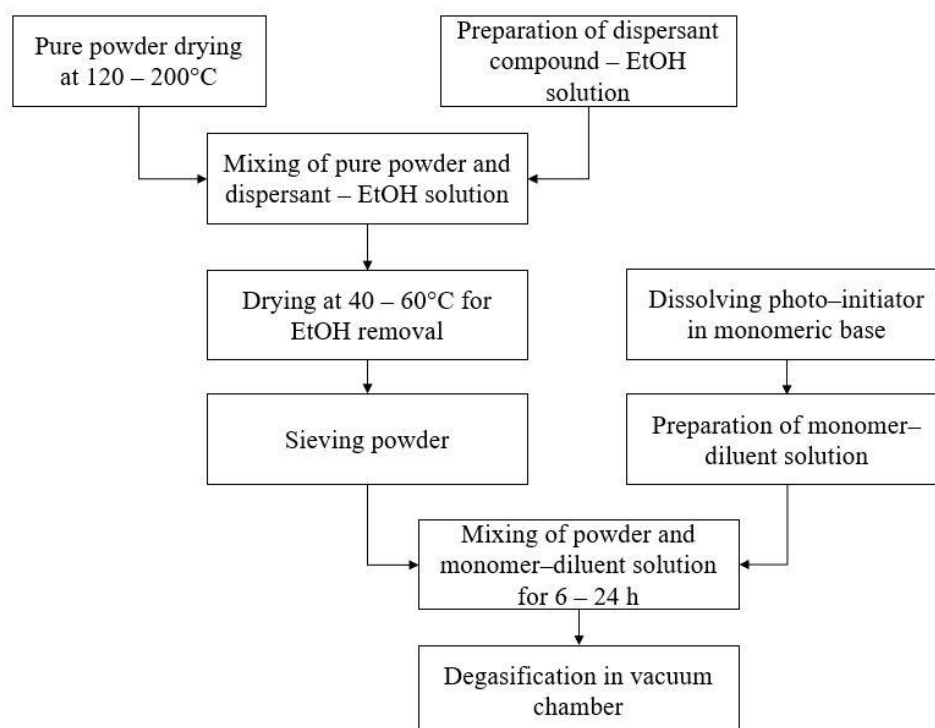 Pure powder drying
at 120 – 200°C
Preparation of dispersant
compound – EtOH
solution
Mixing of pure powder and
dispersant – EtOH solution
Drying at 40 – 60°C for
EtOH removal
Dissolving photo–initiator
in monomeric base
Sieving powder
Preparation of monomer–
diluent solution
Mixing of powder and
monomer–diluent solution
for 6 – 24 h
Degasification in vacuum
chamber